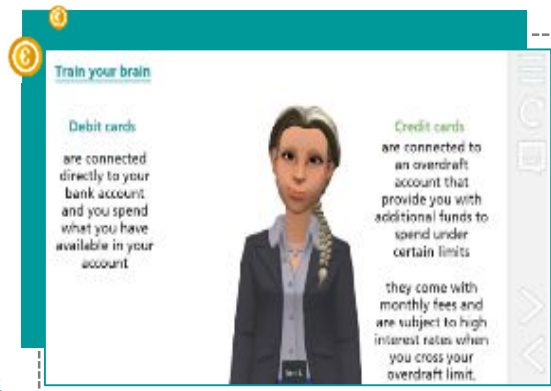 Train your brain
Debit cards
are connected
directly to your
bank account
and you spend
what you have
available in your
account
Credit cards
are connected to
an overdraft
account that
provide you with
additional funds to
spend under
certain limits
they come with
monthly fees and
are subject to high
interest rates when
you cross your
overdraft limit.